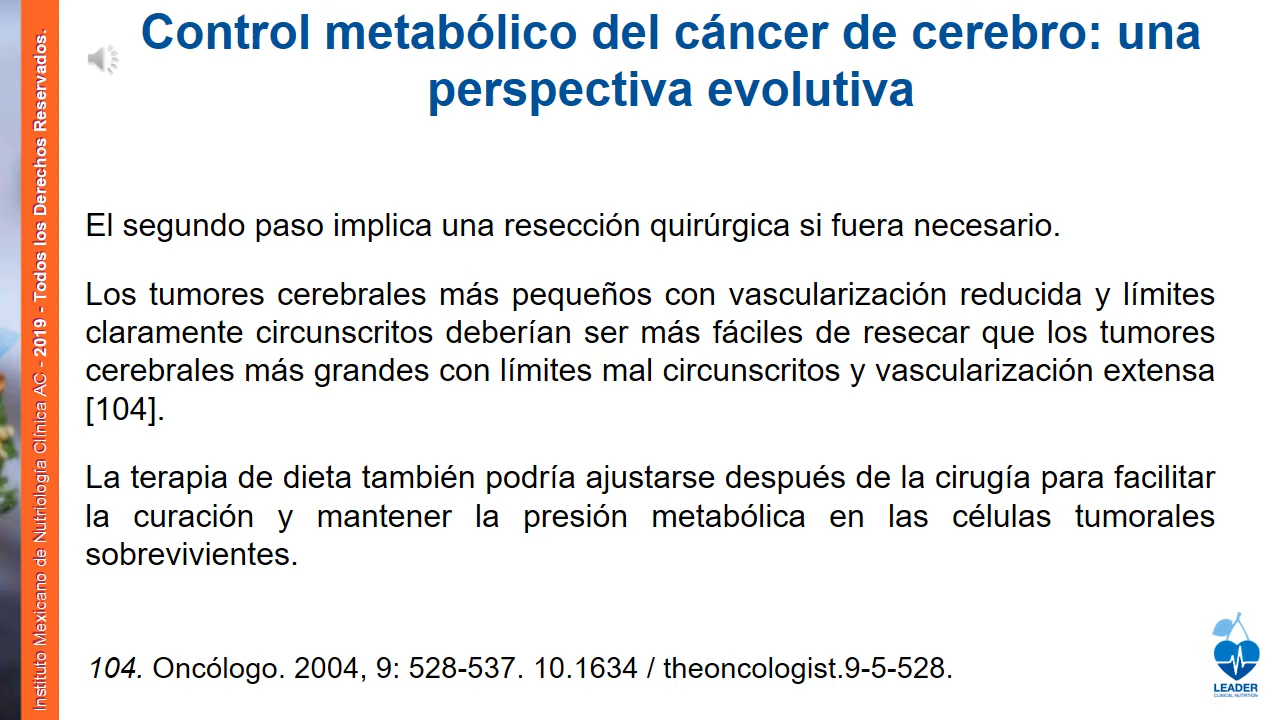 Control metabólico del cáncer de cerebro: una
perspectiva evolutiva
El segundo paso implica una resección quirúrgica si fuera necesario.
Los tumores cerebrales más pequeños con vascularización reducida y límites
claramente circunscritos deberían ser más fáciles de resecar que los tumores
cerebrales más grandes con límites mal circunscritos y vascularización extensa
[104].
La terapia de dieta también podría ajustarse después de la cirugía para facilitar
la curación y mantener la presión metabólica en las células tumorales
sobrevivientes.
104. Oncólogo. 2004, 9: 528-537. 10.1634 / theoncologist.9-5-528.
Instituto Mexicano de Nutriología Clínica AC - 2019 - Todos los Derechos Reservados.
LEADER
CLINICAL NUTRITION